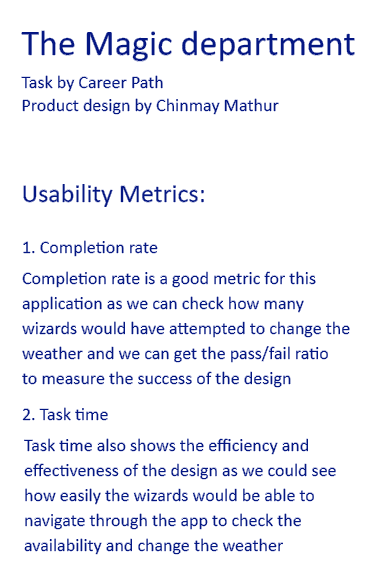 The Magic department
Task by Career Path
Product design by Chinmay Mathur
Usability Metrics:
1. Completion rate
Completion rate is a good metric for this
application as we can check how many
wizards would have attempted to change the
weather and we can get the pass/fail ratio
to measure the success of the design
2. Task time
Task time also shows the efficiency and
effectiveness of the design as we could see
how easily the wizards would be able to
navigate through the app to check the
availability and change the weather